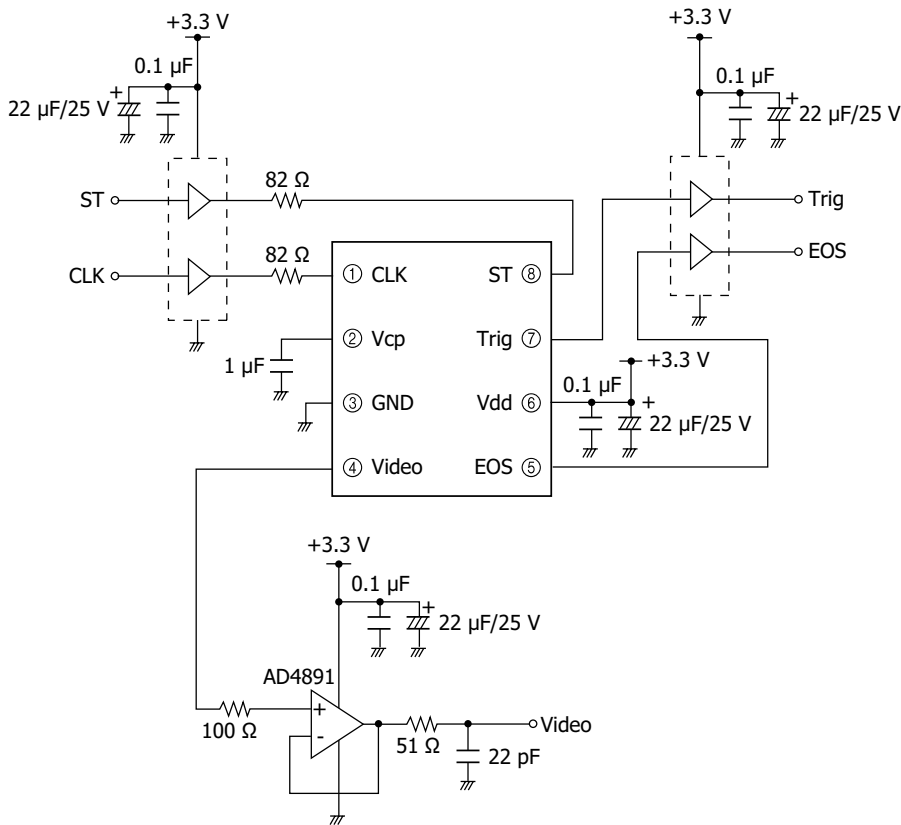 +3.3 V
+3.3 V
0.1 µF
0.1 µF
+
22 µF/25 V
+
22 µF/25 V
ST
82 Ω
Trig
CLK
82 Ω
EOS
① CLK
ST ⑧
② Vcp
Trig ⑦
1 µF
+3.3 V
0.1 µF
③ GND
Vdd ⑥
+
22 µF/25 V
④ Video
EOS ⑤
+3.3 V
0.1 µF
+
22 µF/25 V
AD4891
+
-
100 Ω
51 Ω
Video
22 pF